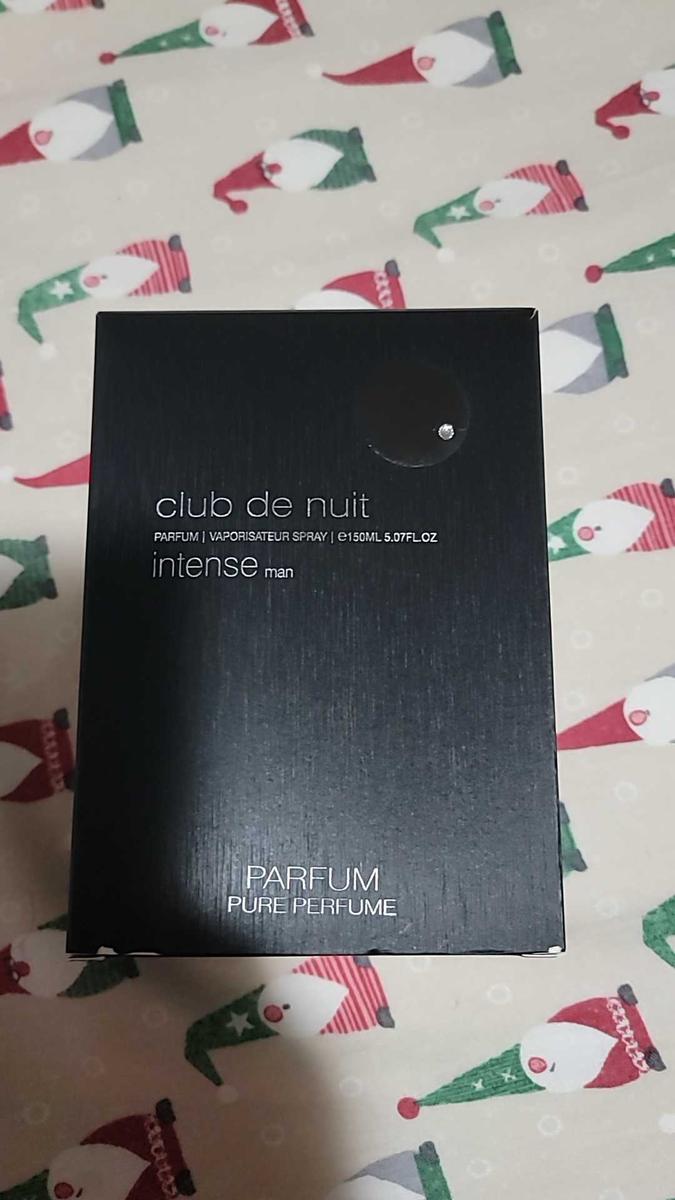 club de nuit
PARFUM | VAPORISATEUR SPRAY | ℮150ML 5.07FL.OZ
intense man
PARFUM
PURE PERFUME